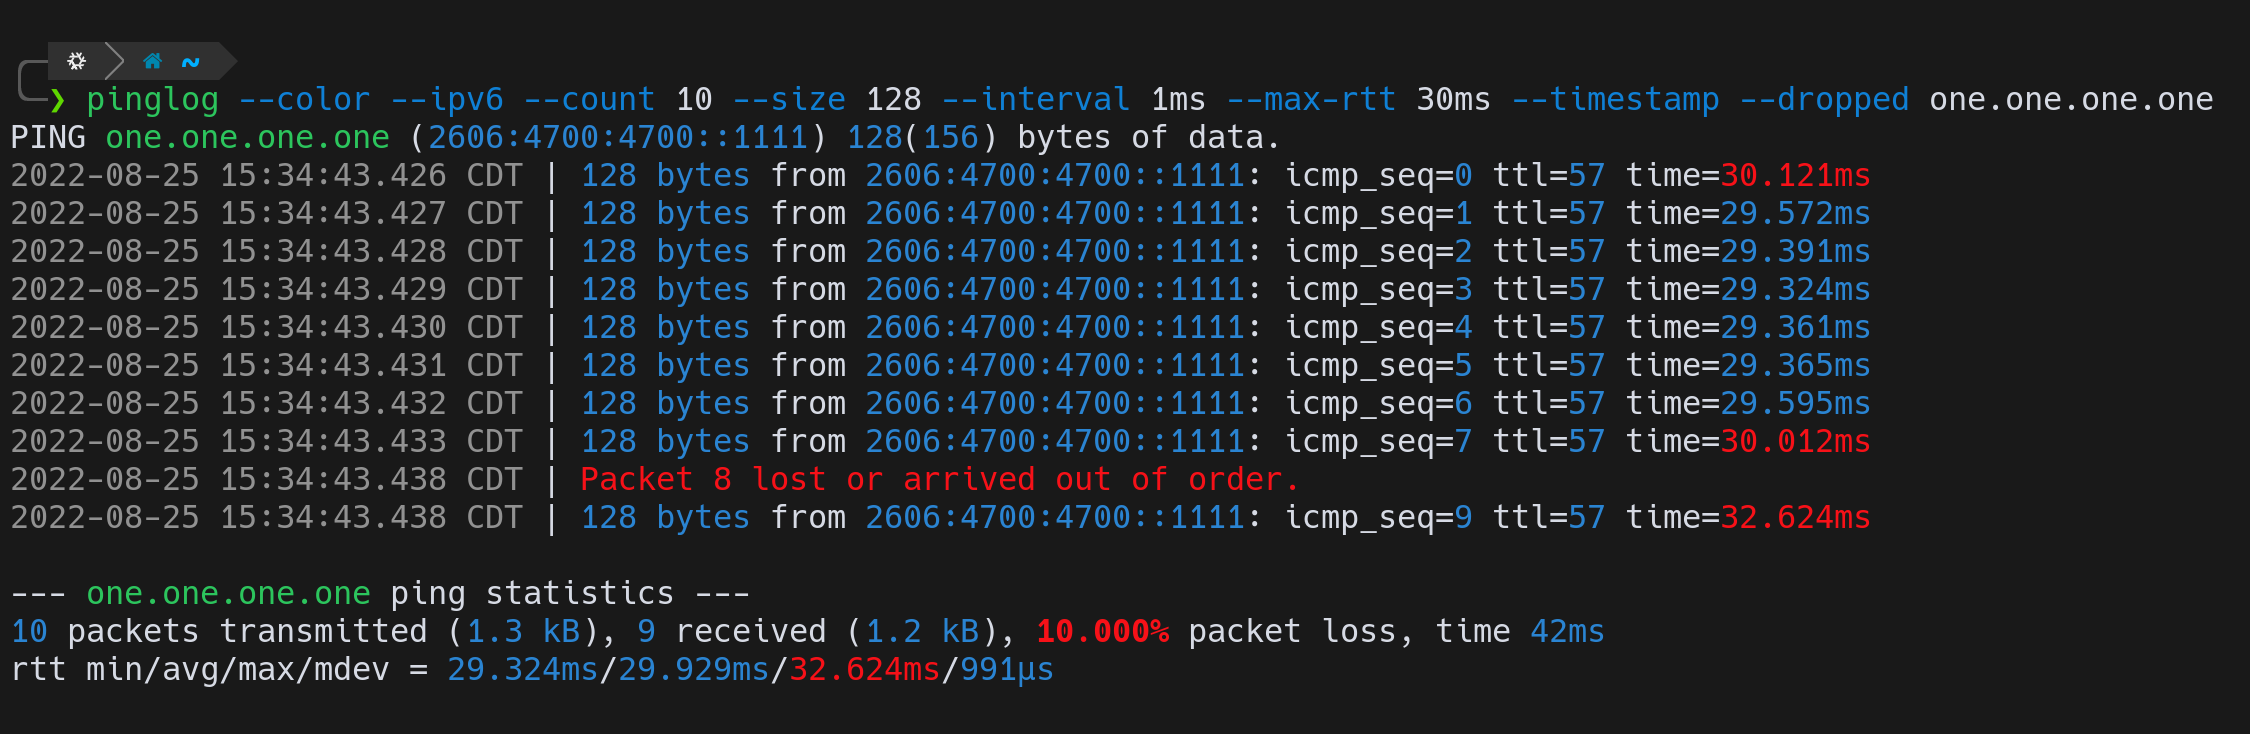 ~
❯ pinglog --color --ipv6 --count 10 --size 128 --interval 1ms --max-rtt 30ms --timestamp --dropped one.one.one.one
PING one.one.one.one (2606:4700:4700::1111) 128(156) bytes of data.
2022-08-25 15:34:43.426 CDT | 128 bytes from 2606:4700:4700::1111: icmp_seq=0 ttl=57 time=30.121ms
2022-08-25 15:34:43.427 CDT | 128 bytes from 2606:4700:4700::1111: icmp_seq=1 ttl=57 time=29.572ms
2022-08-25 15:34:43.428 CDT | 128 bytes from 2606:4700:4700::1111: icmp_seq=2 ttl=57 time=29.391ms
2022-08-25 15:34:43.429 CDT | 128 bytes from 2606:4700:4700::1111: icmp_seq=3 ttl=57 time=29.324ms
2022-08-25 15:34:43.430 CDT | 128 bytes from 2606:4700:4700::1111: icmp_seq=4 ttl=57 time=29.361ms
2022-08-25 15:34:43.431 CDT | 128 bytes from 2606:4700:4700::1111: icmp_seq=5 ttl=57 time=29.365ms
2022-08-25 15:34:43.432 CDT | 128 bytes from 2606:4700:4700::1111: icmp_seq=6 ttl=57 time=29.595ms
2022-08-25 15:34:43.433 CDT | 128 bytes from 2606:4700:4700::1111: icmp_seq=7 ttl=57 time=30.012ms
2022-08-25 15:34:43.438 CDT | Packet 8 lost or arrived out of order.
2022-08-25 15:34:43.438 CDT | 128 bytes from 2606:4700:4700::1111: icmp_seq=9 ttl=57 time=32.624ms
--- one.one.one.one ping statistics ---
10 packets transmitted (1.3 kB), 9 received (1.2 kB), 10.000% packet loss, time 42ms
rtt min/avg/max/mdev = 29.324ms/29.929ms/32.624ms/991µs